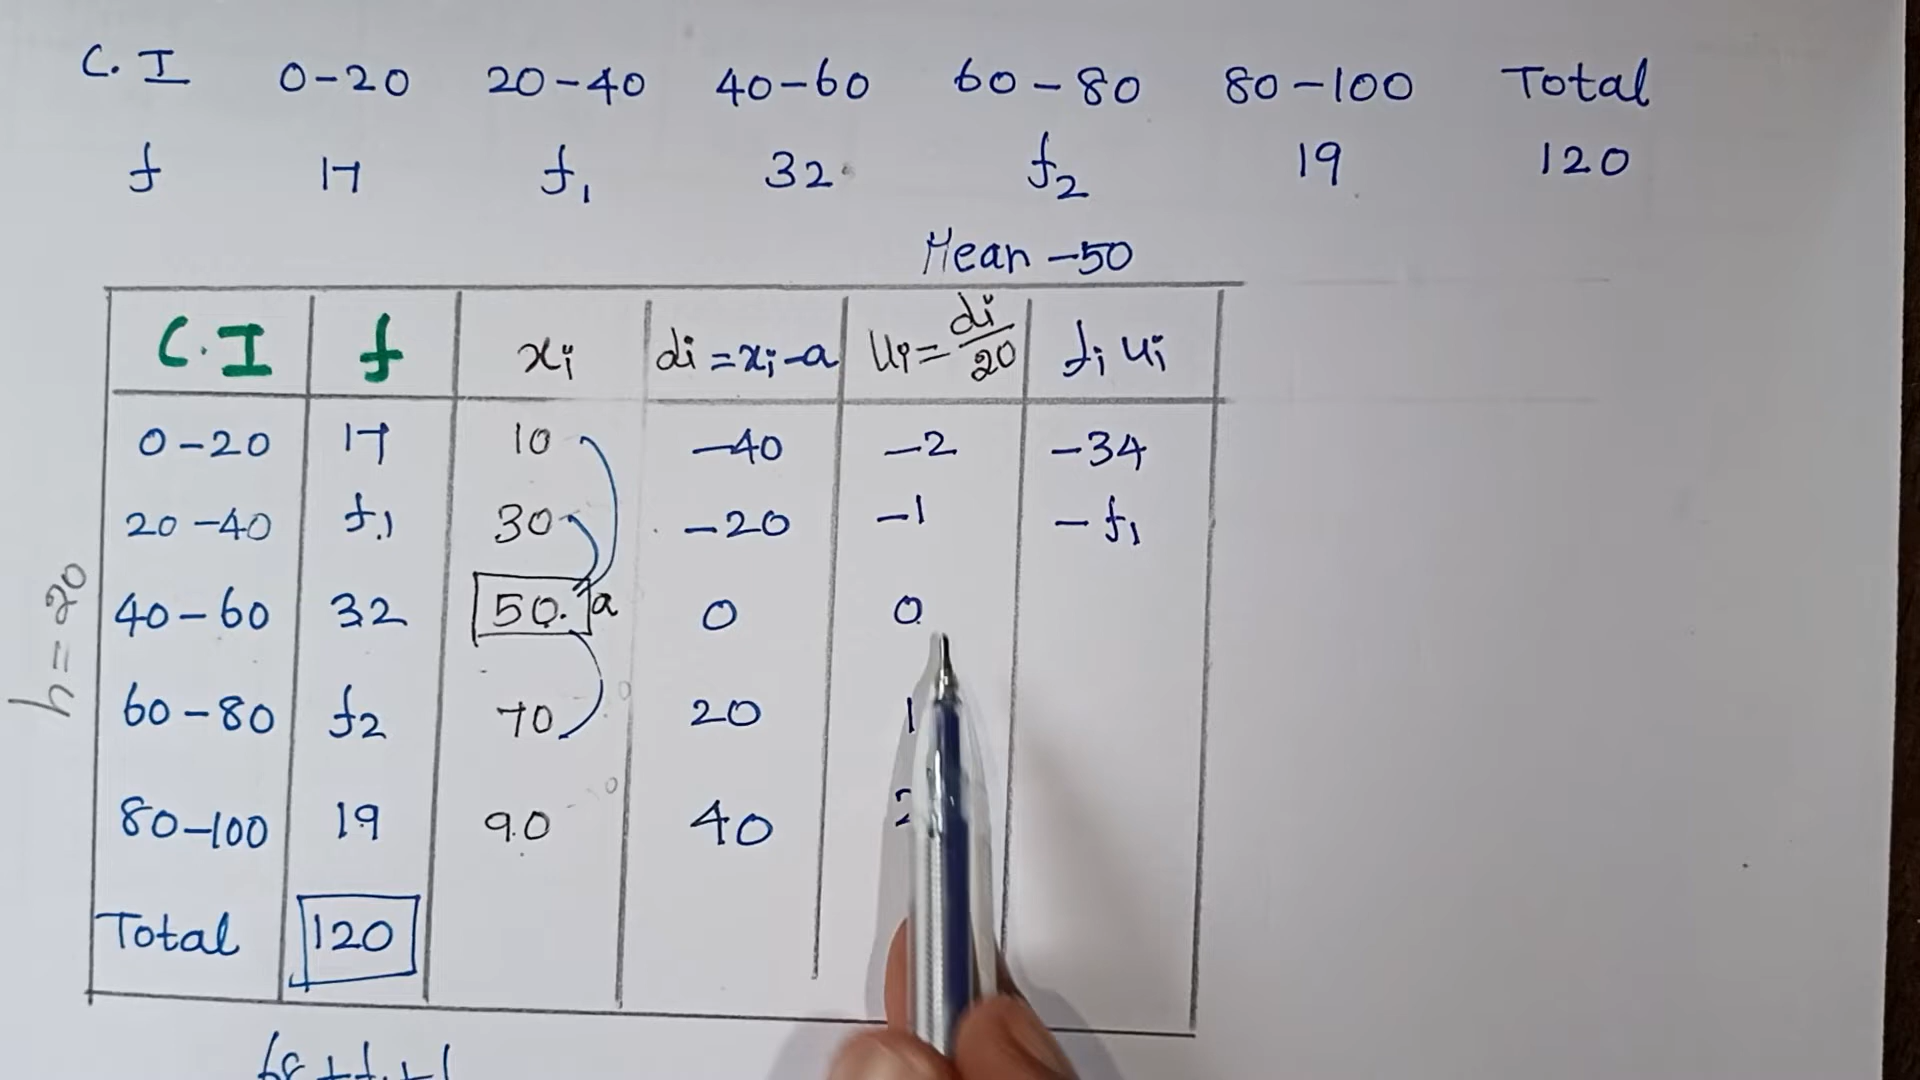 C.I 0-20 20-40 40-60 60-80 80-100 Total
f 17 f₁ 32 f₂ 19 120
Mean -50
C.I f xᵢ dᵢ=xᵢ-a uᵢ=dᵢ/20 fᵢuᵢ
0-20 17 10 -40 -2 -34
20-40 f₁ 30 -20 -1 -f₁
40-60 32 50 a 0 0
60-80 f₂ 70 20 1
80-100 19 90 40 2
Total 120
h=20